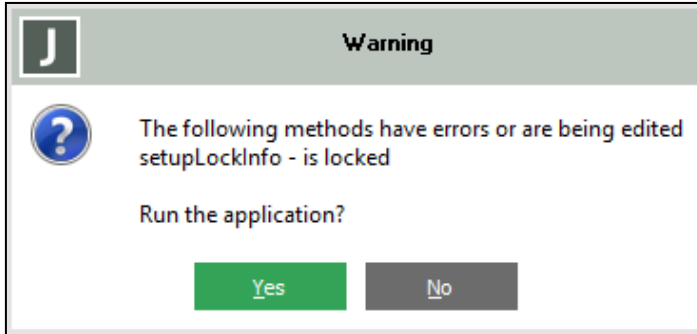 J
Warning
?
The following methods have errors or are being edited
setupLockInfo - is locked
Run the application?
Yes
No